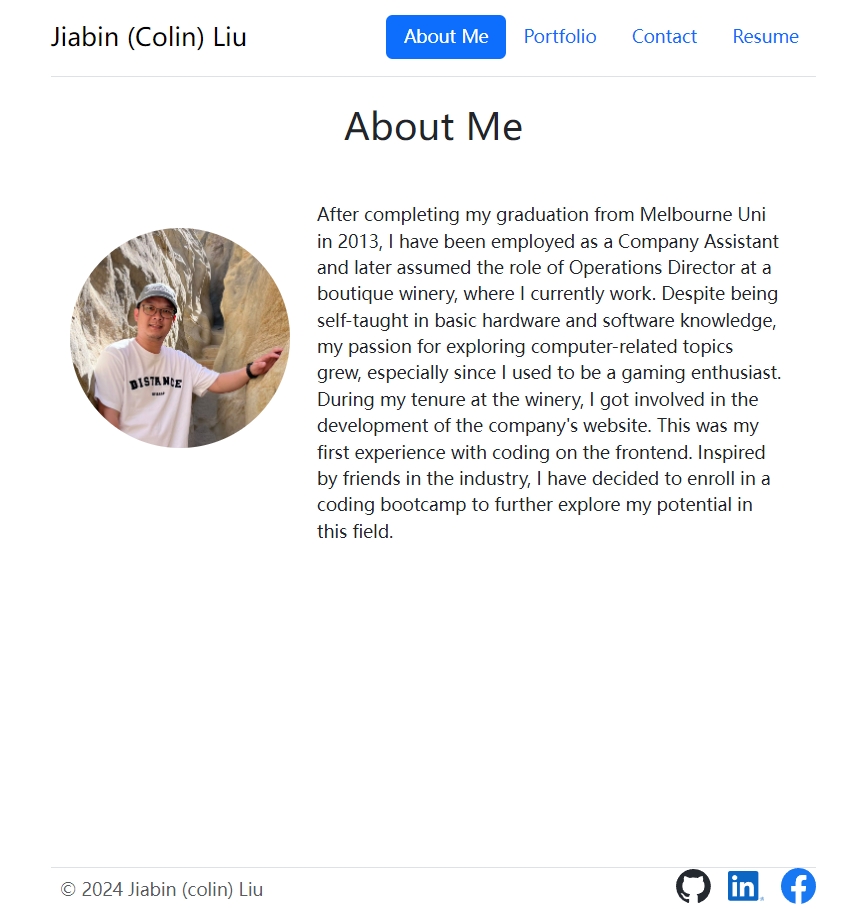 Jiabin (Colin) Liu
About Me
Portfolio
Contact
Resume
About Me
After completing my graduation from Melbourne Uni
in 2013, I have been employed as a Company Assistant
and later assumed the role of Operations Director at a
boutique winery, where I currently work. Despite being
self-taught in basic hardware and software knowledge,
my passion for exploring computer-related topics
grew, especially since I used to be a gaming enthusiast.
During my tenure at the winery, I got involved in the
development of the company's website. This was my
first experience with coding on the frontend. Inspired
by friends in the industry, I have decided to enroll in a
coding bootcamp to further explore my potential in
this field.
DISTANCE
© 2024 Jiabin (colin) Liu
in